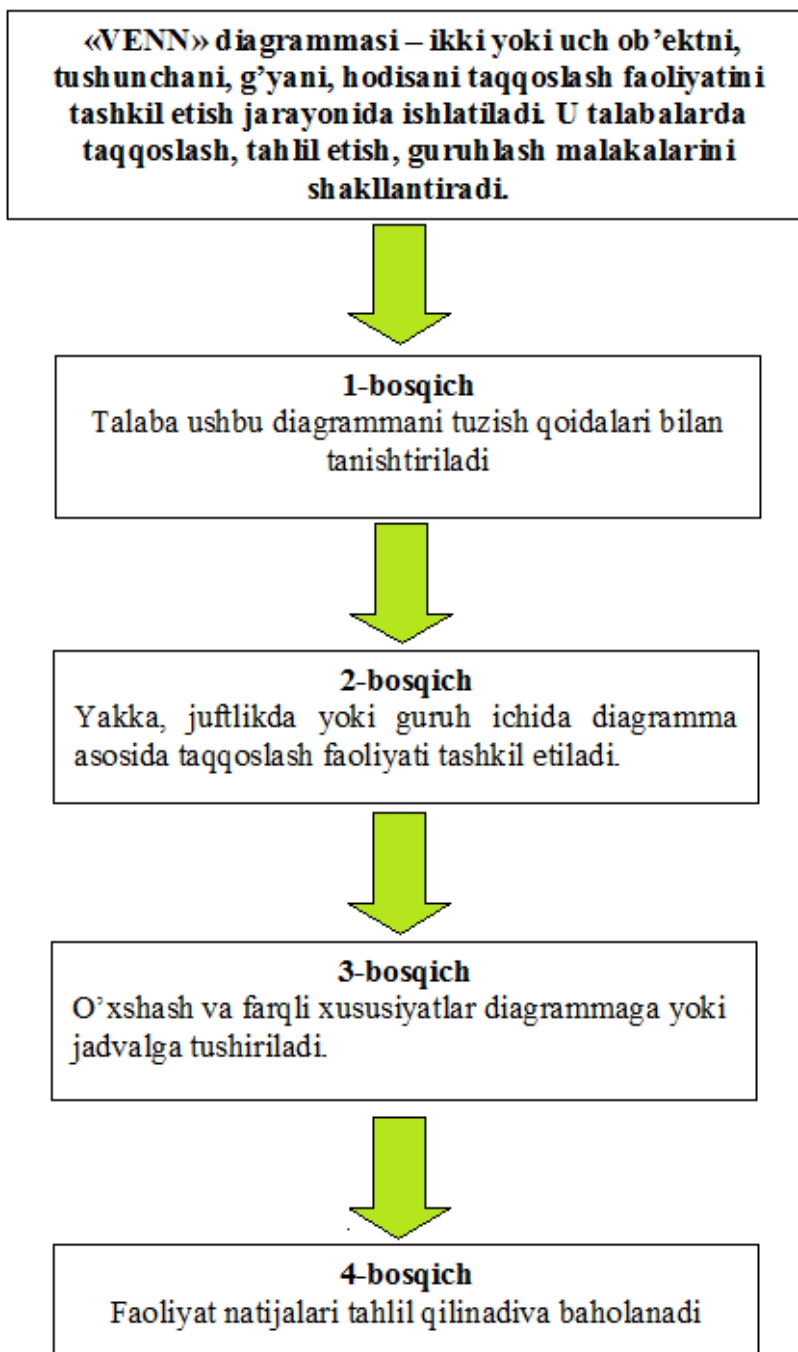 «VENN» diagrammasi – ikki yoki uch ob’ektni,
tushunchani, g’yani, hodisani taqqoslash faoliyatini
tashkil etish jarayonida ishlatiladi. U talabalarda
taqqoslash, tahlil etish, guruhlash malakalarini
shakllantiradi.
1-bosqich
Talaba ushbu diagrammani tuzish qoidalari bilan
tanishtiriladi
2-bosqich
Yakka, juftlikda yoki guruh ichida diagramma
asosida taqqoslash faoliyati tashkil etiladi.
3-bosqich
O’xshash va farqli xususiyatlar diagrammaga yoki
jadvalga tushiriladi.
4-bosqich
Faoliyat natijalari tahlil qilinadiva baholanadi